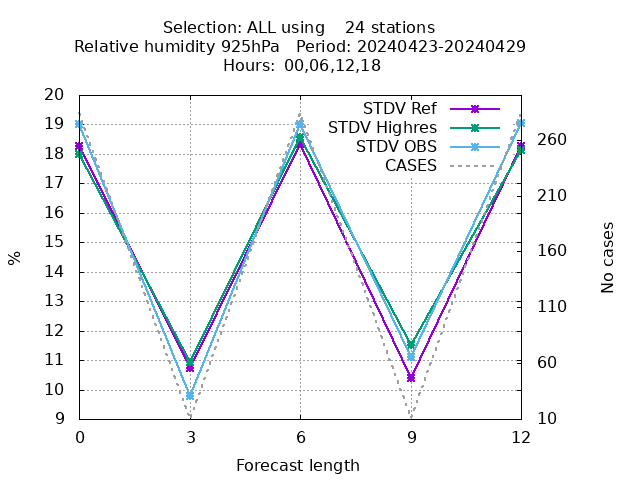 Selection: ALL using    24 stations
Relative humidity 925hPa   Period: 20240423-20240429
Hours: 00,06,12,18
STDV Ref
STDV Highres
STDV OBS
CASES
20
19
18
17
16
15
14
13
12
11
10
9
%
260
210
160
110
60
10
No cases
0 3 6 9 12
Forecast length